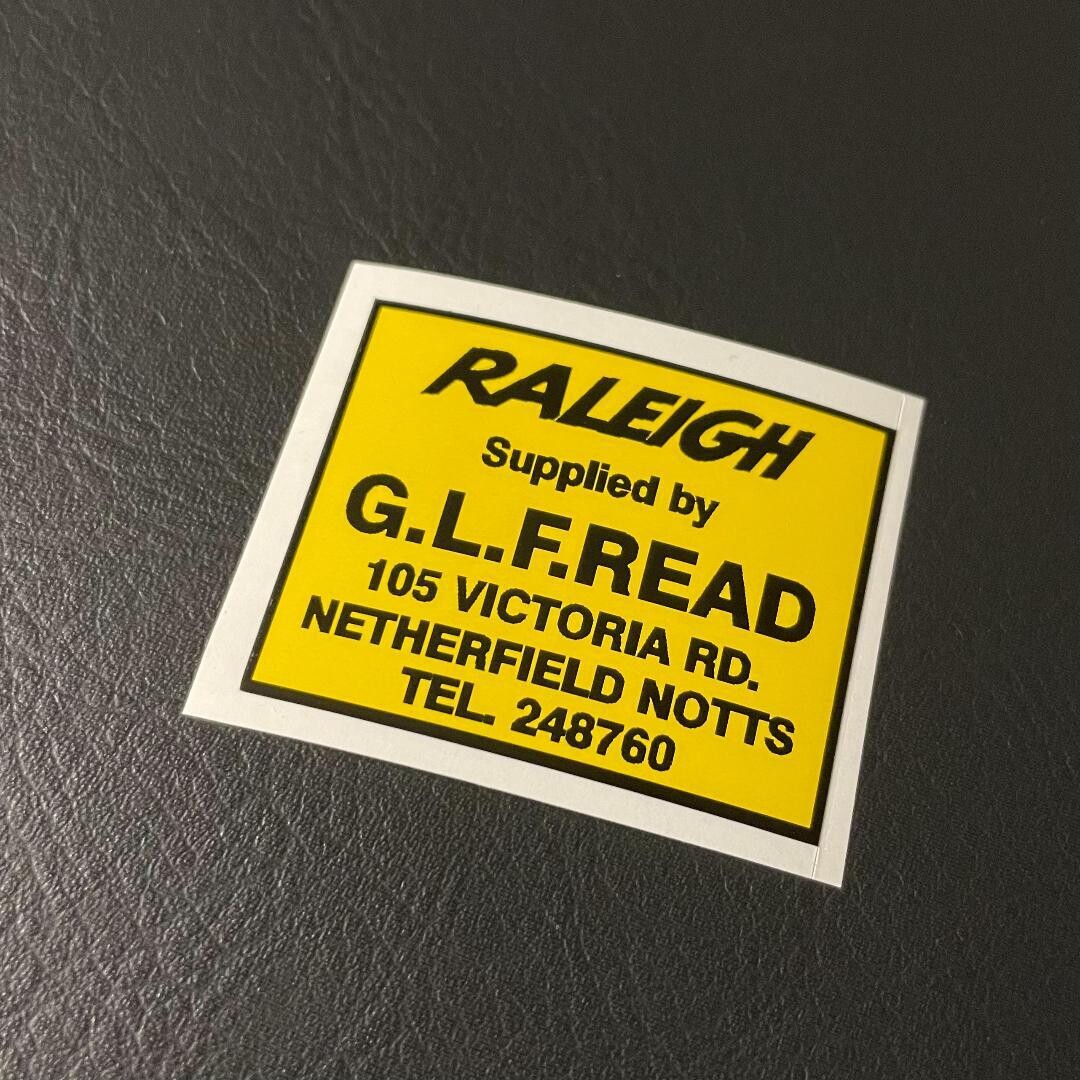 RALEIGH
Supplied by
G.L.F.READ
105 VICTORIA RD.
NETHERFIELD NOTTS
TEL. 248760